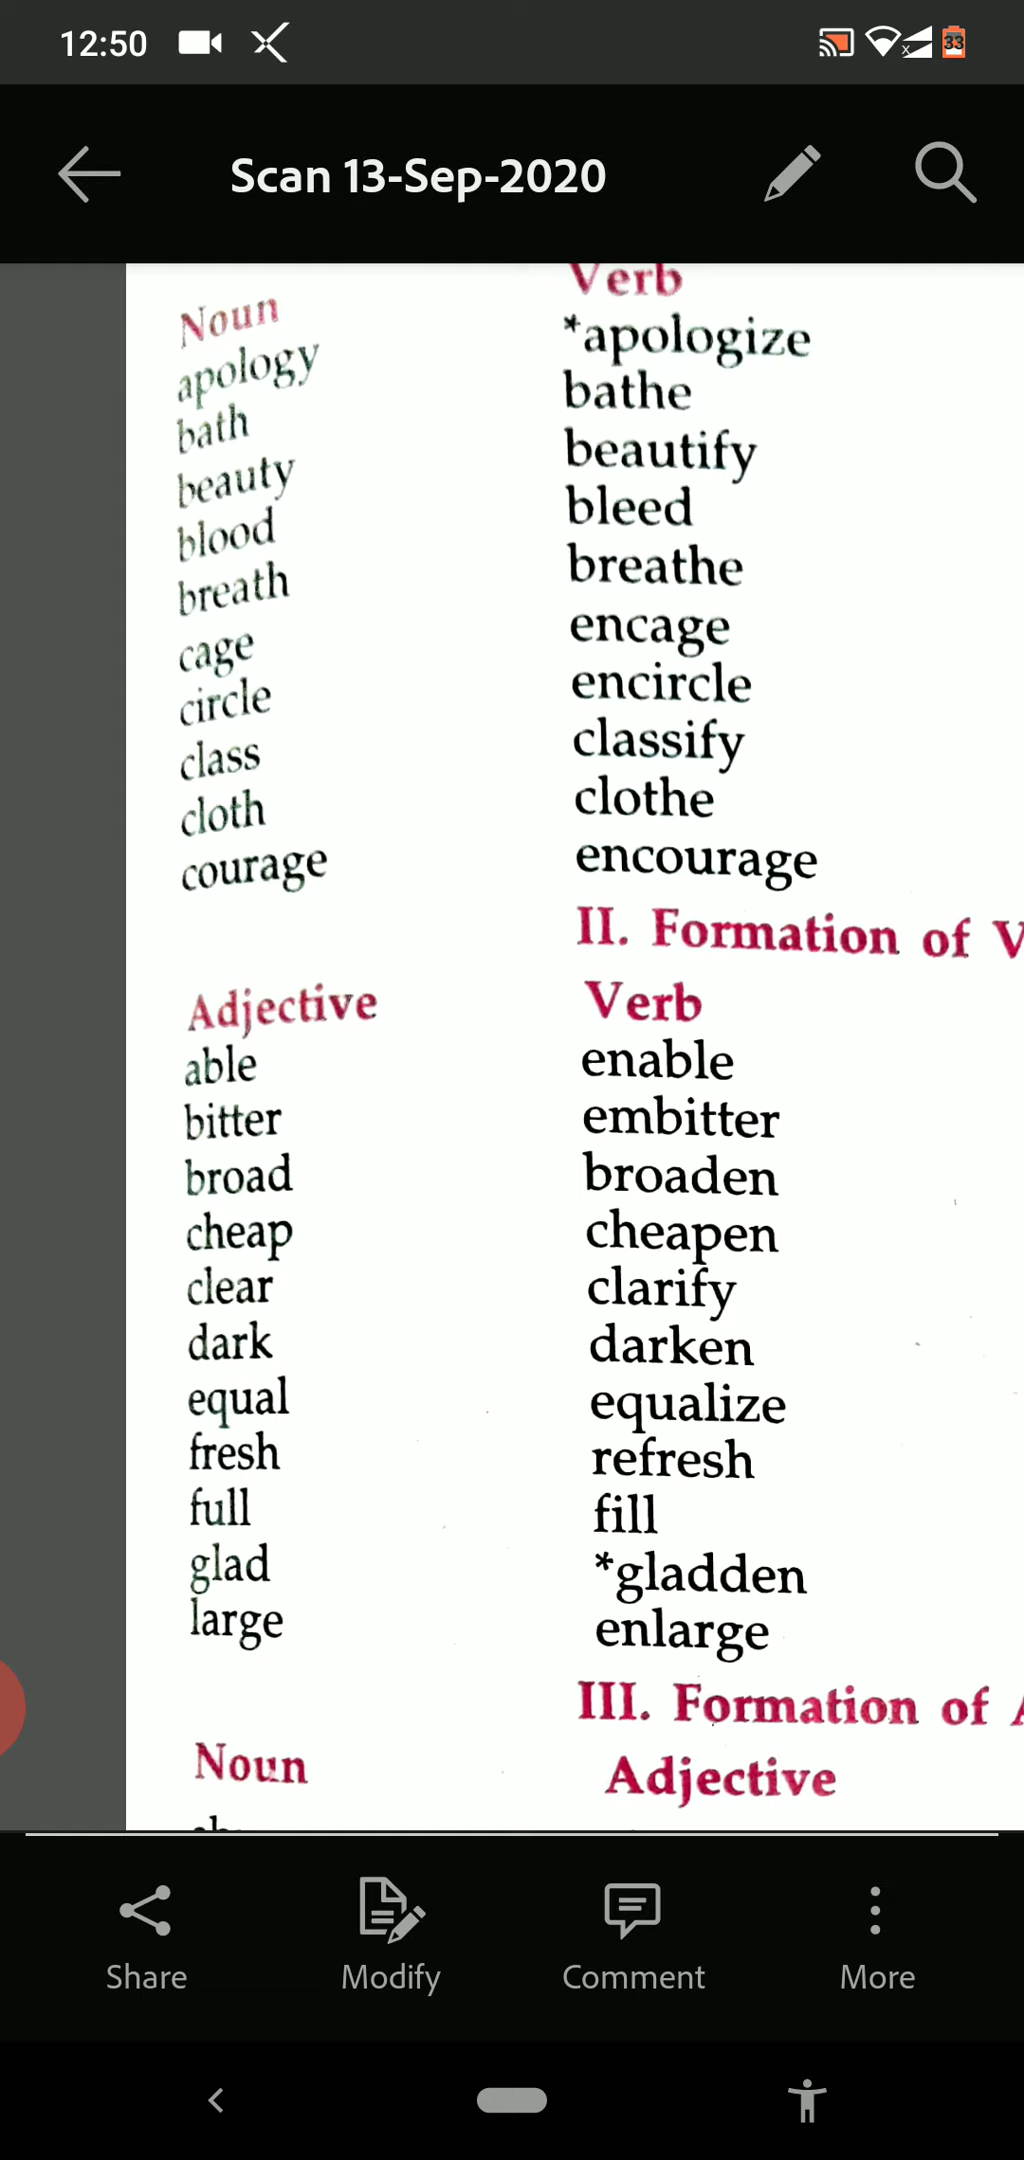 12:50
33
Scan 13-Sep-2020
Noun Verb
apology *apologize
bath bathe
beauty beautify
blood bleed
breath breathe
cage encage
circle encircle
class classify
cloth clothe
courage encourage
II. Formation of V
Adjective Verb
able enable
bitter embitter
broad broaden
cheap cheapen
clear clarify
dark darken
equal equalize
fresh refresh
full fill
glad *gladden
large enlarge
III. Formation of A
Noun Adjective
Share Modify Comment More